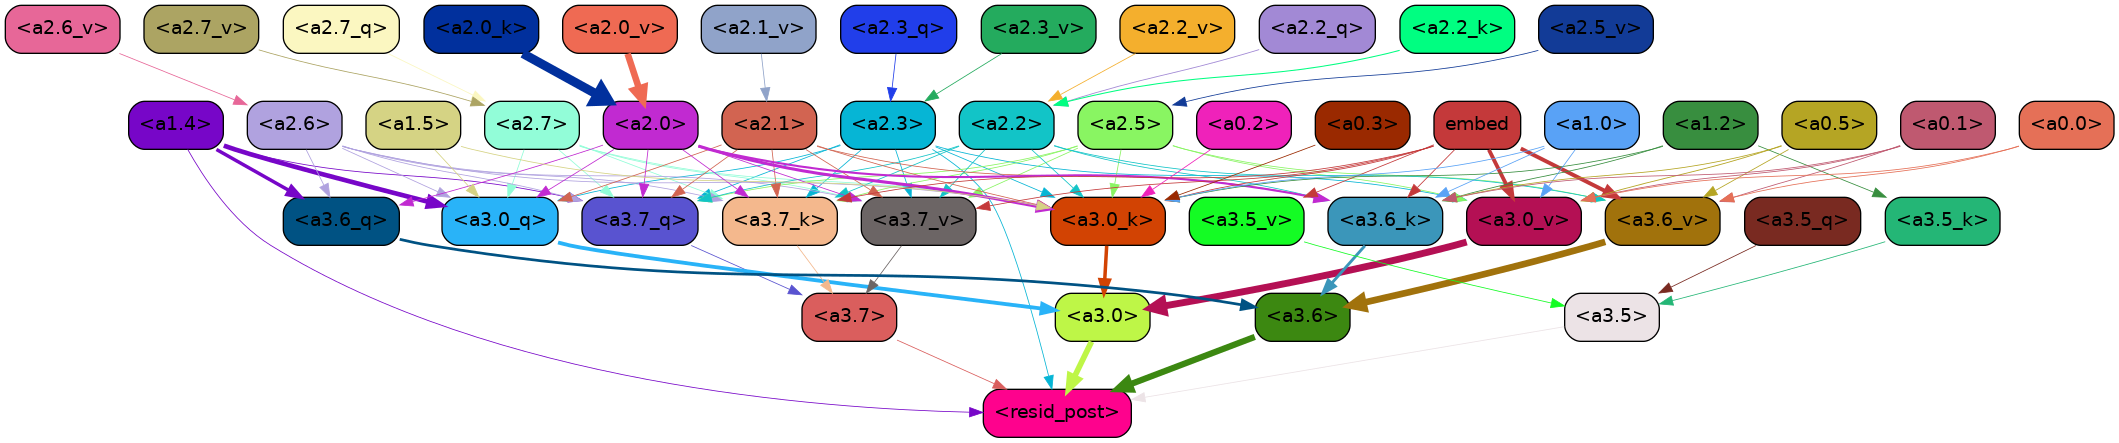 <a2.6_v> <a2.7_v> <a2.7_q> <a2.0_k> <a2.0_v> <a2.1_v> <a2.3_q> <a2.3_v> <a2.2_v> <a2.2_q> <a2.2_k> <a2.5_v>
<a1.4> <a2.6> <a1.5> <a2.7> <a2.0> <a2.1> <a2.3> <a2.2> <a2.5> <a0.2> <a0.3> embed <a1.0> <a1.2> <a0.5> <a0.1> <a0.0>
<a3.6_q> <a3.0_q> <a3.7_q> <a3.7_k> <a3.7_v> <a3.0_k> <a3.5_v> <a3.6_k> <a3.0_v> <a3.6_v> <a3.5_q> <a3.5_k>
<a3.7> <a3.0> <a3.6> <a3.5>
<resid_post>